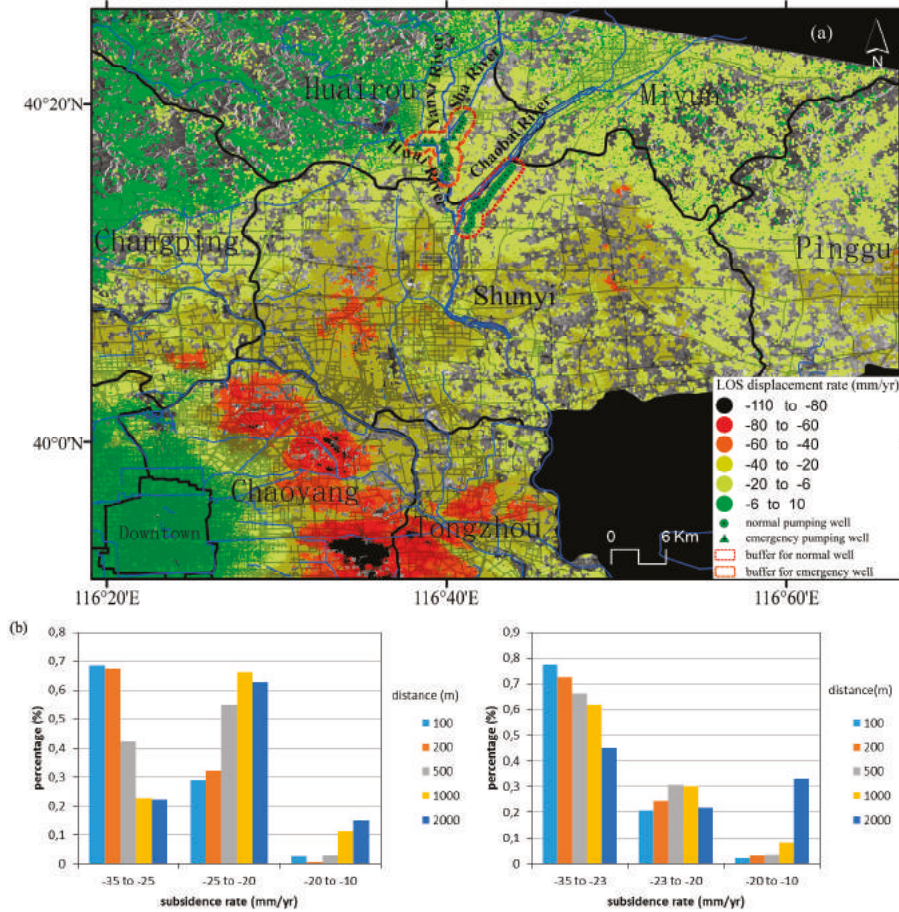 (a)
N
40°20'N
40°0'N
Huairou
Yanxi River
Sha River
Huai River
Chaobai River
Miyun
Changping
Pinggu
Shunyi
Chaoyang
Tongzhou
Downtown
0 6 Km
LOS displacement rate (mm/yr)
-110 to -80
-80 to -60
-60 to -40
-40 to -20
-20 to -6
-6 to 10
normal pumping well
emergency pumping well
buffer for normal well
buffer for emergency well
116°20'E
116°40'E
116°60'E
(b)
0,8
0,7
0,6
0,5
0,4
0,3
0,2
0,1
0
percentage (%)
-35 to -25
-25 to -20
-20 to -10
subsidence rate (mm/yr)
distance (m)
100
200
500
1000
2000
0,9
0,8
0,7
0,6
0,5
0,4
0,3
0,2
0,1
0
percentage (%)
-35 to -23
-23 to -20
-20 to -10
subsidence rate (mm/yr)
distance(m)
100
200
500
1000
2000